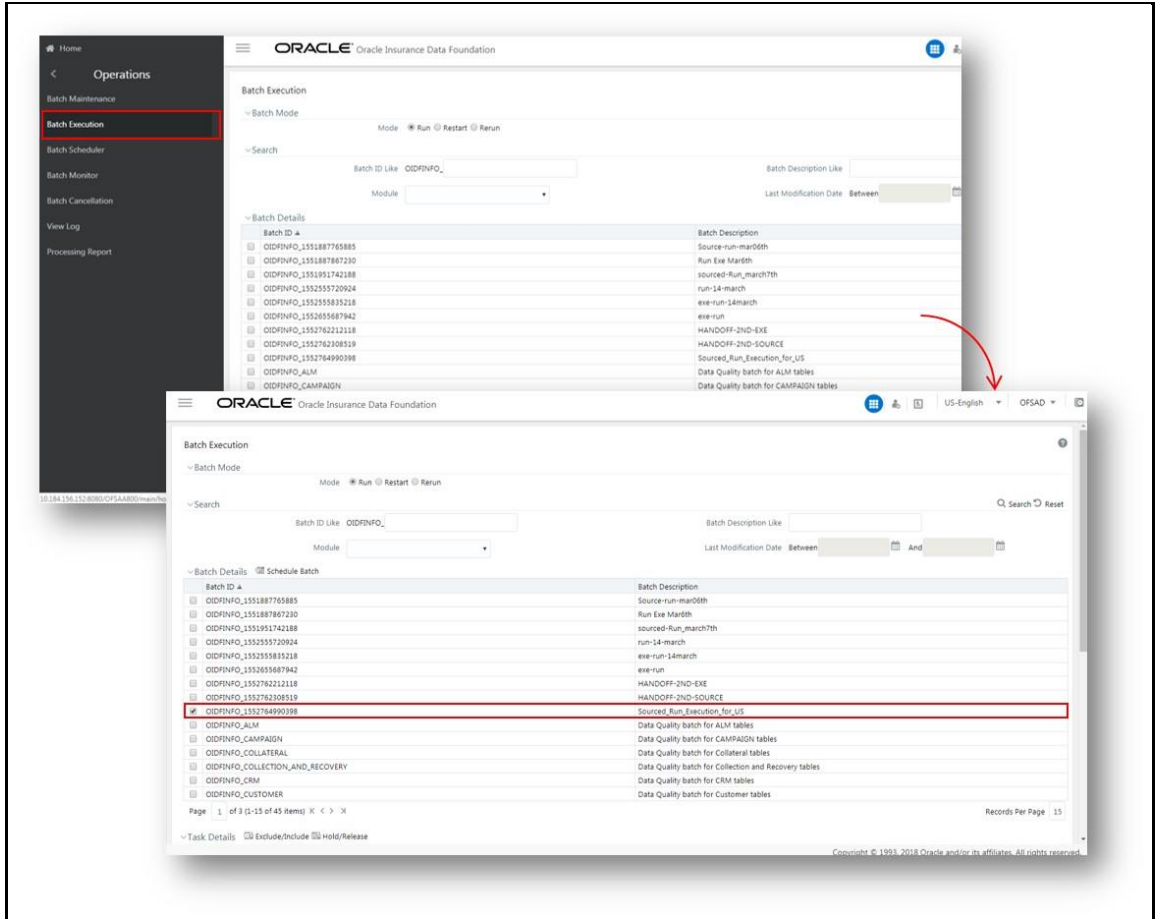 Home
Operations
Batch Maintenance
Batch Execution
Batch Scheduler
Batch Monitor
Batch Cancellation
View Log
Processing Report
ORACLE Oracle Insurance Data Foundation
Batch Execution
Batch Mode
Mode Run Restart Rerun
Search
Batch ID Like OIDFINFO_ Batch Description Like
Module Last Modification Date Between
Batch Details
Batch ID Batch Description
OIDFINFO_1551887765885 Source-run-mar06th
OIDFINFO_1551887867230 Run Exe Mar6th
OIDFINFO_1551951742188 sourced-Run_march7th
OIDFINFO_1552555720924 run-14-march
OIDFINFO_1552555835218 exe-run-14march
OIDFINFO_1552655687942 exe-run
OIDFINFO_1552762212118 HANDOFF-2ND-EXE
OIDFINFO_1552762308519 HANDOFF-2ND-SOURCE
OIDFINFO_1552764990398 Sourced_Run_Execution_for_US
OIDFINFO_ALM Data Quality batch for ALM tables
OIDFINFO_CAMPAIGN Data Quality batch for CAMPAIGN tables
ORACLE Oracle Insurance Data Foundation US-English OFSAD
Batch Execution
Batch Mode
Mode Run Restart Rerun
Search Search Reset
Batch ID Like OIDFINFO_ Batch Description Like
Module Last Modification Date Between And
Batch Details Schedule Batch
Batch ID Batch Description
OIDFINFO_1551887765885 Source-run-mar06th
OIDFINFO_1551887867230 Run Exe Mar6th
OIDFINFO_1551951742188 sourced-Run_march7th
OIDFINFO_1552555720924 run-14-march
OIDFINFO_1552555835218 exe-run-14march
OIDFINFO_1552655687942 exe-run
OIDFINFO_1552762212118 HANDOFF-2ND-EXE
OIDFINFO_1552762308519 HANDOFF-2ND-SOURCE
OIDFINFO_1552764990398 Sourced_Run_Execution_for_US
OIDFINFO_ALM Data Quality batch for ALM tables
OIDFINFO_CAMPAIGN Data Quality batch for CAMPAIGN tables
OIDFINFO_COLLATERAL Data Quality batch for Collateral tables
OIDFINFO_COLLECTION_AND_RECOVERY Data Quality batch for Collection and Recovery tables
OIDFINFO_CRM Data Quality batch for CRM tables
OIDFINFO_CUSTOMER Data Quality batch for Customer tables
Page 1 of 3 (1-15 of 45 items) Records Per Page 15
Task Details Exclude/Include Hold/Release
Copyright © 1993, 2018 Oracle and/or its affiliates. All rights reserved.